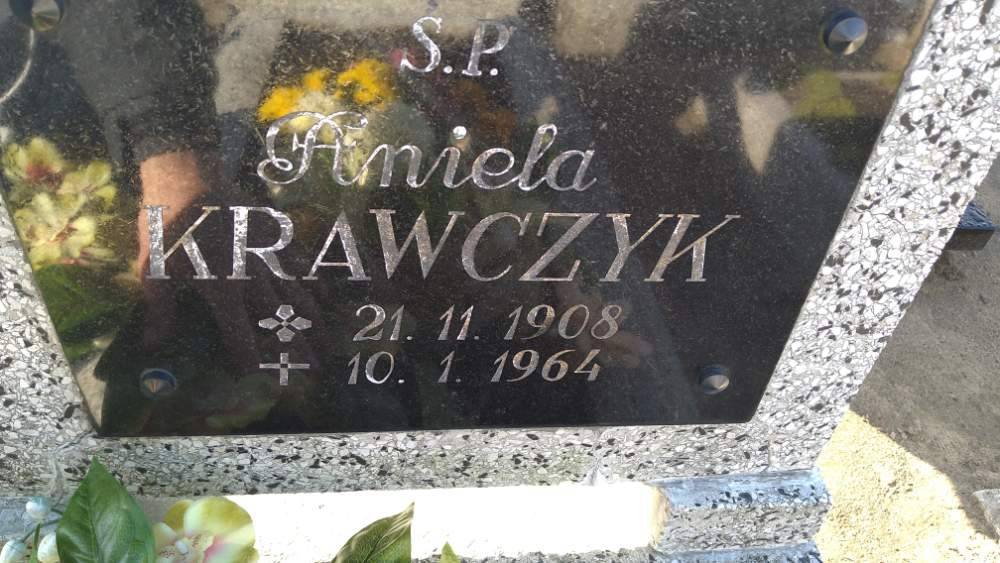 Ś.P.
Aniela
KRAWCZYK
21. 11. 1908
10. 1. 1964